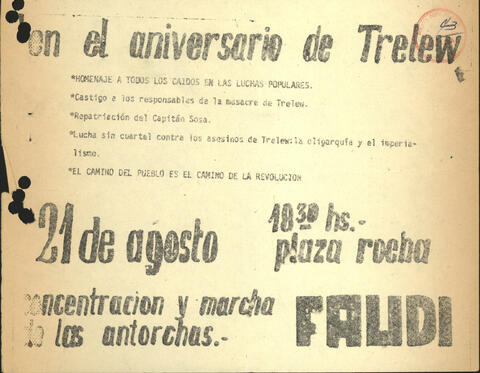 en el aniversario de Trelew
*HOMENAJE A TODOS LOS CAIDOS EN LAS LUCHAS POPULARES.
*Castigo a los responsables de la masacre de Trelew.
*Repatriación del Capitán Sosa.
*Lucha sin cuartel contra los asesinos de Trelew:la oligarquía y el imperia-
lismo.
*EL CAMINO DEL PUEBLO ES EL CAMINO DE LA REVOLUCION
21 de agosto
18 30 hs.-
plaza rocha
concentracion y marcha
de las antorchas.-
FAUDI